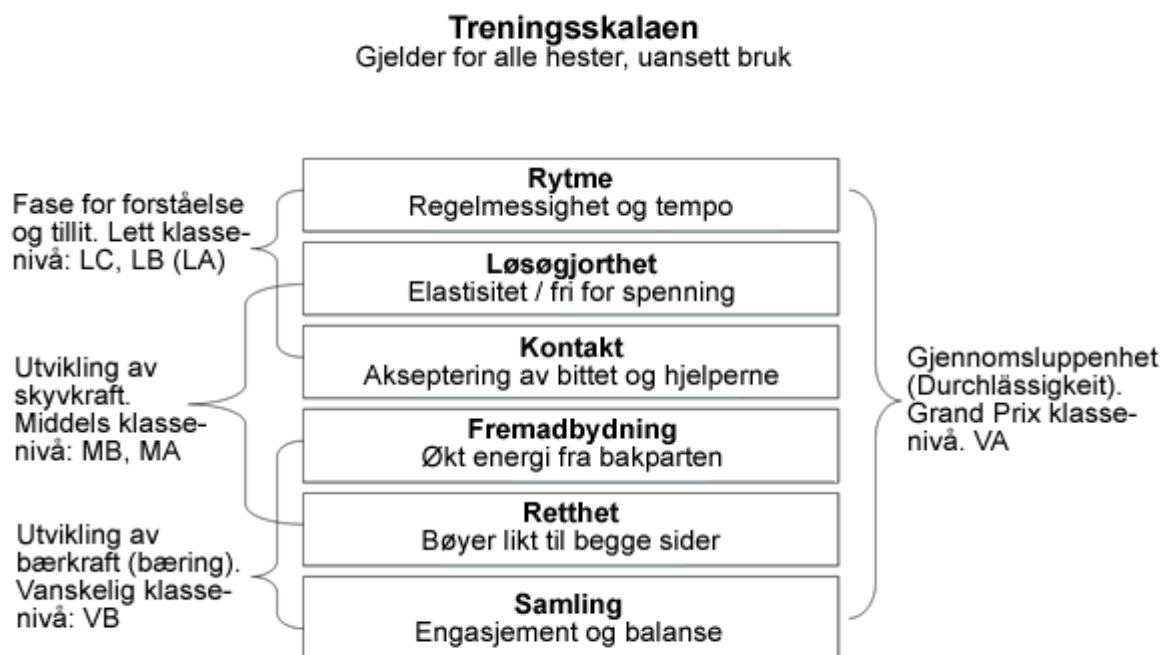 Treningsskalaen
Gjelder for alle hester, uansett bruk
Fase for forståelse
og tillit. Lett klasse-
nivå: LC, LB (LA)
Utvikling av
skyvkraft.
Middels klasse-
nivå: MB, MA
Utvikling av
bærkraft (bæring).
Vanskelig klasse-
nivå: VB
Rytme
Regelmessighet og tempo
Løsøgjorthet
Elastisitet / fri for spenning
Kontakt
Akseptering av bittet og hjelperne
Fremadbydning
Økt energi fra bakparten
Retthet
Bøyer likt til begge sider
Samling
Engasjement og balanse
Gjennomsluppenhet
(Durchlässigkeit).
Grand Prix klasse-
nivå. VA